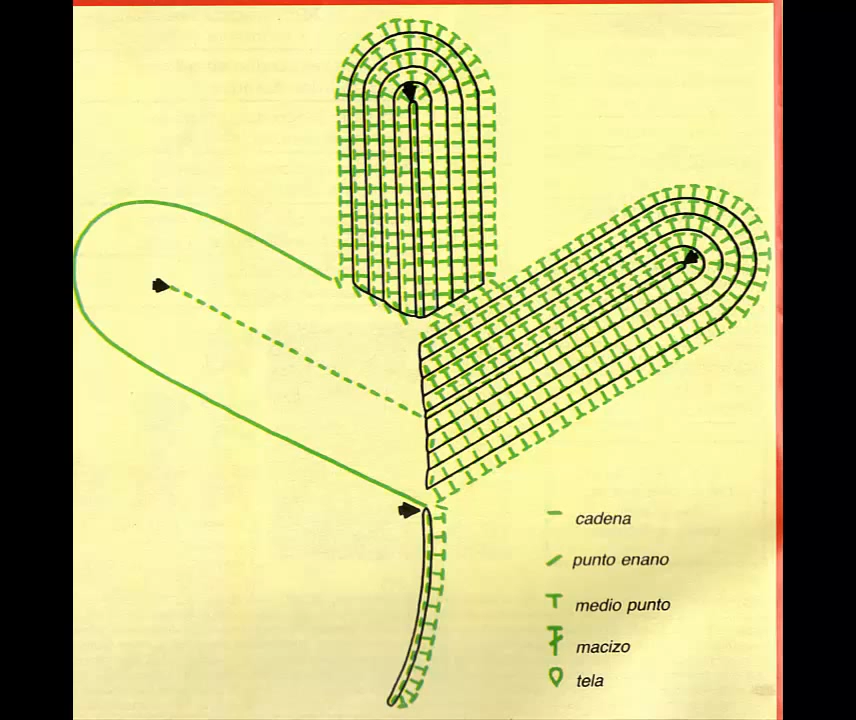 cadena
punto enano
medio punto
macizo
tela